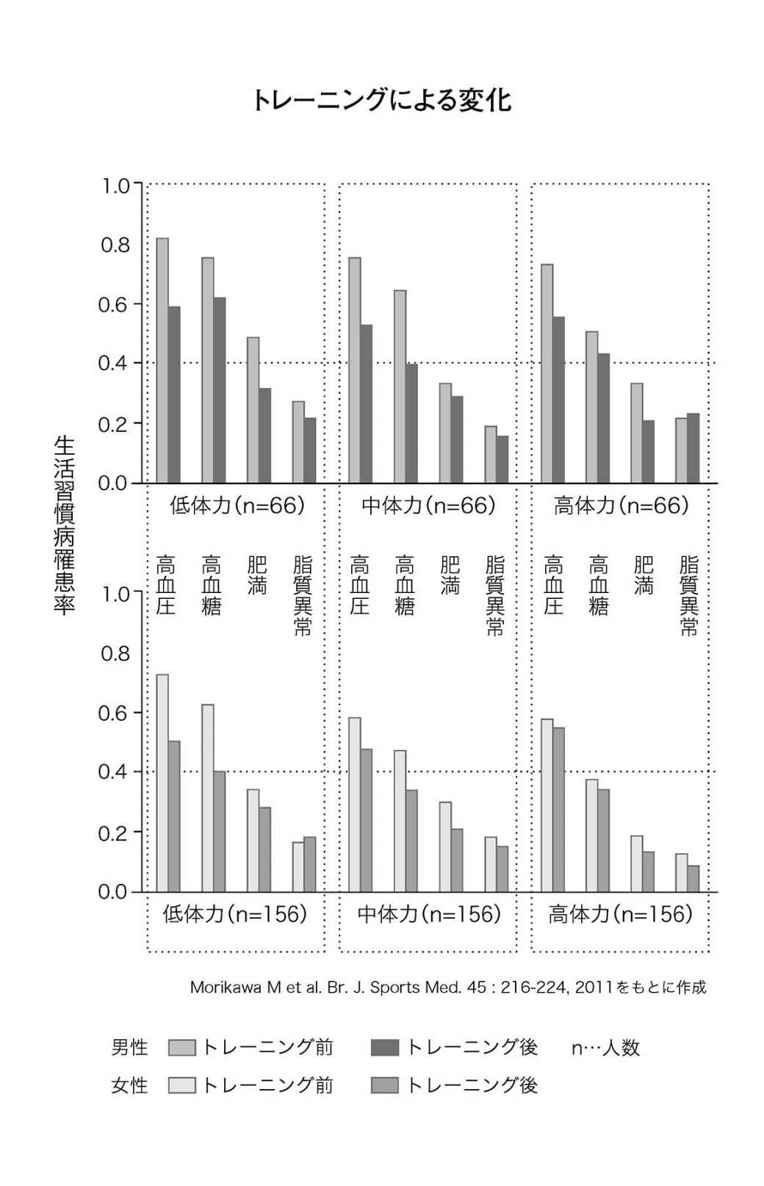 トレーニングによる変化
生活習慣病罹患率
1.0
0.8
0.6
0.4
0.2
0.0
低体力(n=66)
中体力(n=66)
高体力(n=66)
高血圧
高血糖
肥満
脂質異常
高血圧
高血糖
肥満
脂質異常
高血圧
高血糖
肥満
脂質異常
1.0
0.8
0.6
0.4
0.2
0.0
低体力(n=156)
中体力(n=156)
高体力(n=156)
Morikawa M et al. Br. J. Sports Med. 45 : 216-224, 2011をもとに作成
男性 トレーニング前 トレーニング後 n…人数
女性 トレーニング前 トレーニング後